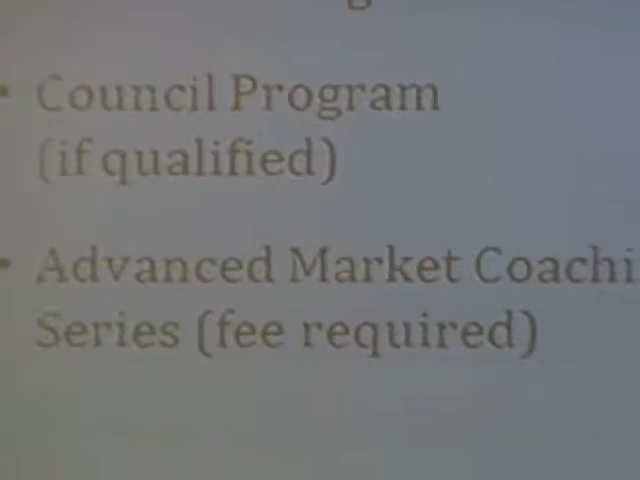 • Council Program
(if qualified)
• Advanced Market Coachi
Series (fee required)